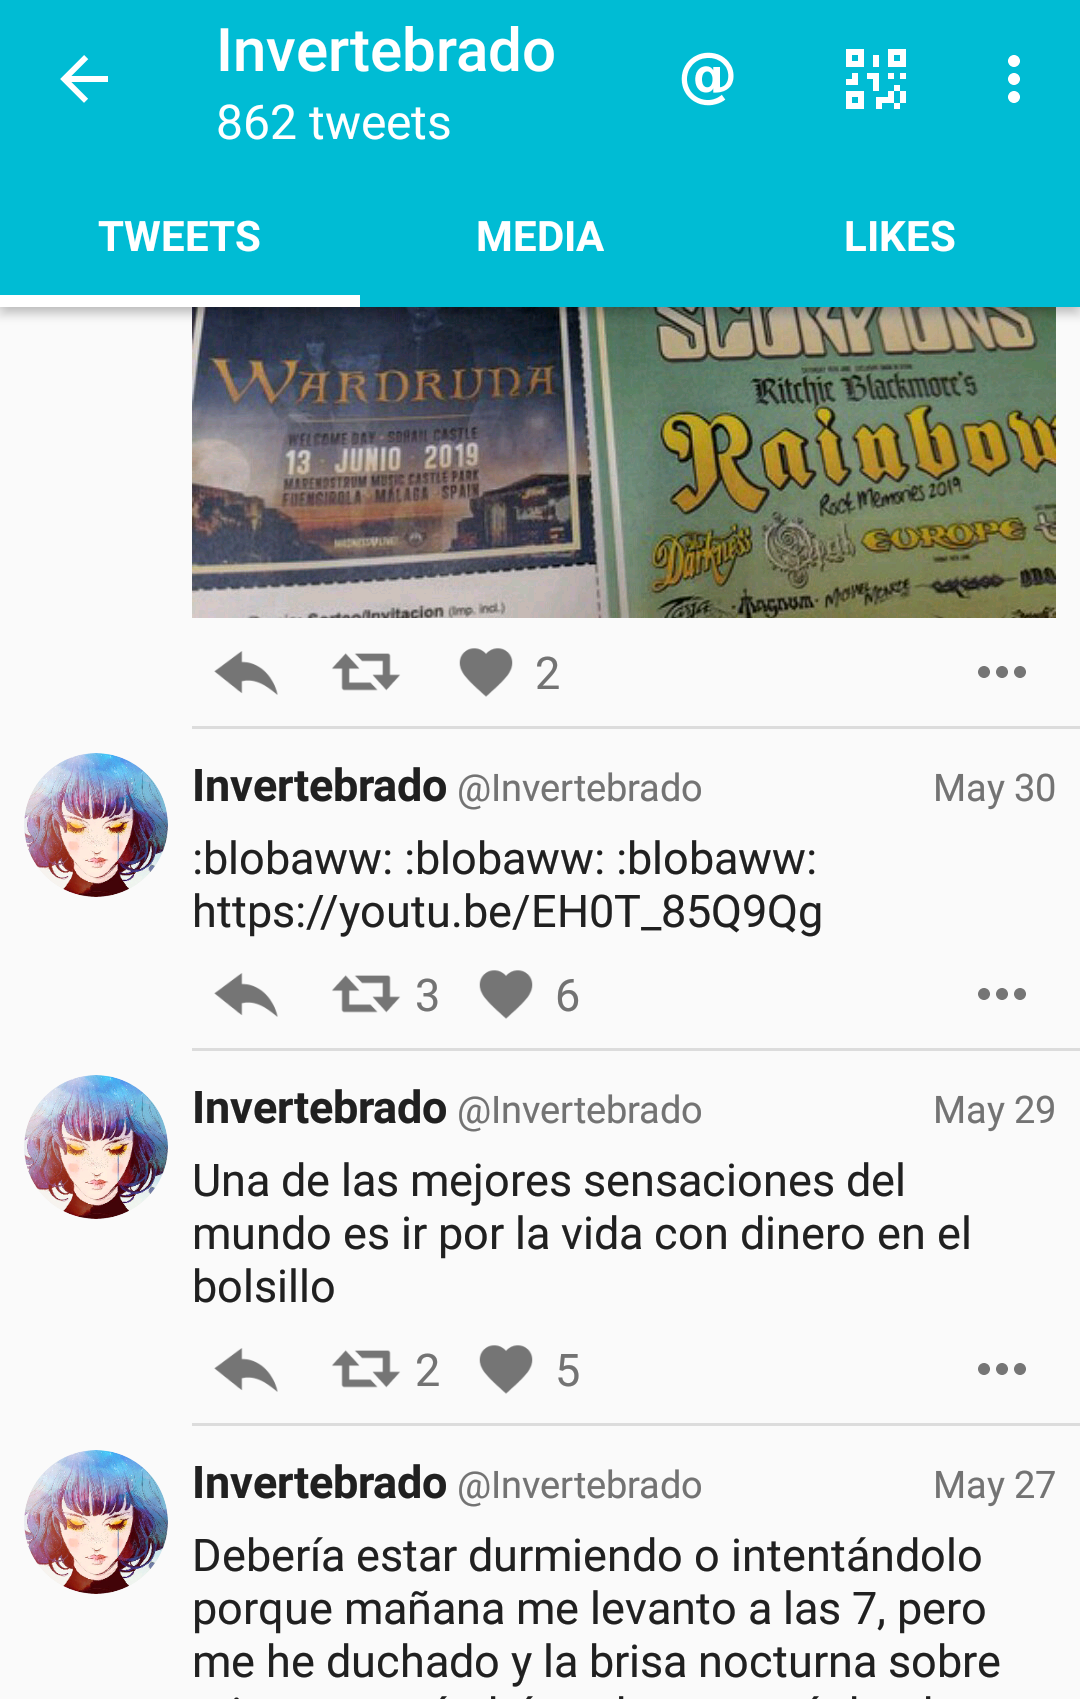 Invertebrado
862 tweets
TWEETS MEDIA LIKES
WARDRUNA
WELCOME DAY · SOHAIL CASTLE
13 · JUNIO · 2019
MARENOSTRUM MUSIC CASTLE PARK
FUENGIROLA · MÁLAGA · SPAIN
SCORPIONS
Ritchie Blackmore's
Rainbow
Rock Memories 2019
Darkness Opeth EUROPE
Magnum
Sorteo/Invitacion (Imp. incl.)
2
Invertebrado @Invertebrado May 30
:blobaww: :blobaww: :blobaww:
https://youtu.be/EH0T_85Q9Qg
3 6
Invertebrado @Invertebrado May 29
Una de las mejores sensaciones del
mundo es ir por la vida con dinero en el
bolsillo
2 5
Invertebrado @Invertebrado May 27
Debería estar durmiendo o intentándolo
porque mañana me levanto a las 7, pero
me he duchado y la brisa nocturna sobre